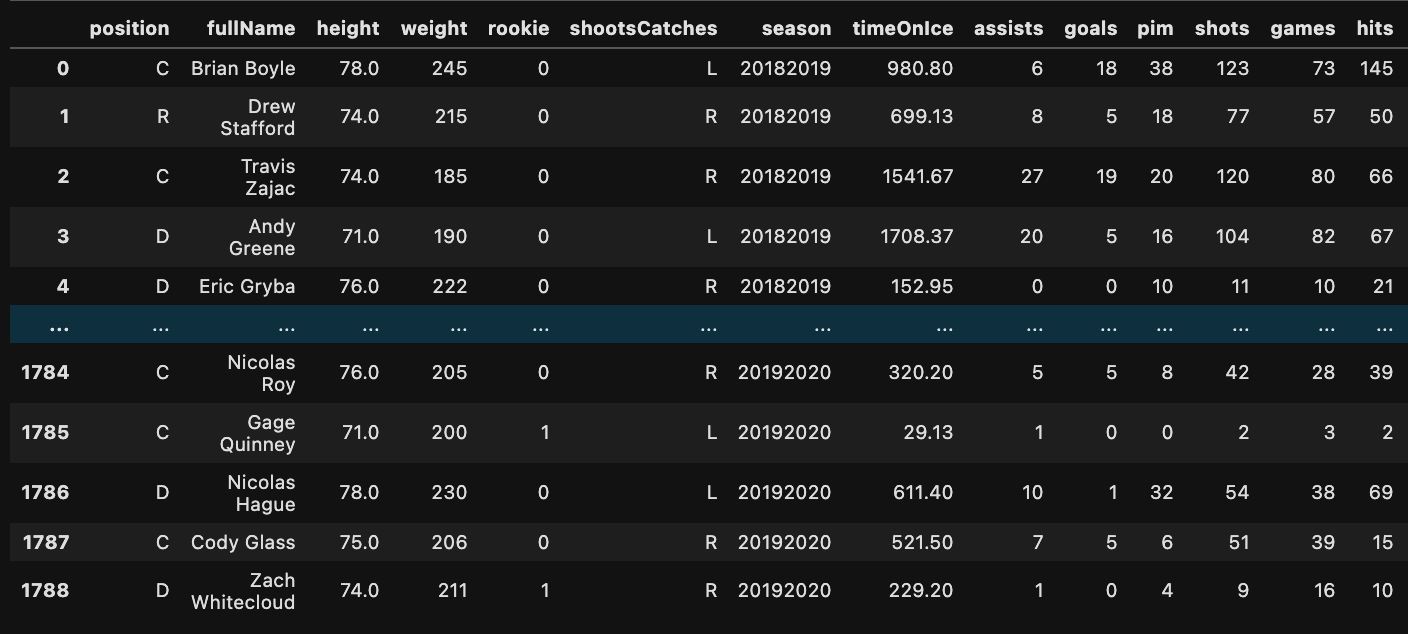 position fullName height weight rookie shootsCatches season timeOnIce assists goals pim shots games hits
0 C Brian Boyle 78.0 245 0 L 20182019 980.80 6 18 38 123 73 145
1 R Drew Stafford 74.0 215 0 R 20182019 699.13 8 5 18 77 57 50
2 C Travis Zajac 74.0 185 0 R 20182019 1541.67 27 19 20 120 80 66
3 D Andy Greene 71.0 190 0 L 20182019 1708.37 20 5 16 104 82 67
4 D Eric Gryba 76.0 222 0 R 20182019 152.95 0 0 10 11 10 21
... ... ... ... ... ... ... ... ... ... ... ... ... ... ...
1784 C Nicolas Roy 76.0 205 0 R 20192020 320.20 5 5 8 42 28 39
1785 C Gage Quinney 71.0 200 1 L 20192020 29.13 1 0 0 2 3 2
1786 D Nicolas Hague 78.0 230 0 L 20192020 611.40 10 1 32 54 38 69
1787 C Cody Glass 75.0 206 0 R 20192020 521.50 7 5 6 51 39 15
1788 D Zach Whitecloud 74.0 211 1 R 20192020 229.20 1 0 4 9 16 10